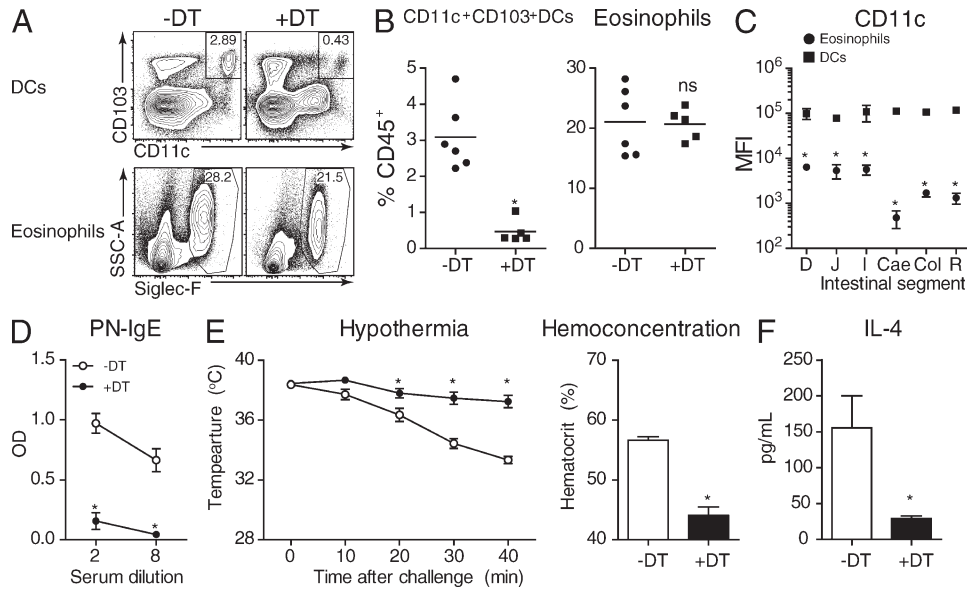 A
-DT
+DT
DCs
2.89
0.43
CD103
CD11c
Eosinophils
28.2
21.5
SSC-A
Siglec-F
B
CD11c+CD103+DCs
Eosinophils
% CD45+
5
4
3
2
1
0
*
-DT
+DT
30
20
10
0
ns
-DT
+DT
C
CD11c
Eosinophils
DCs
MFI
10^6
10^5
10^4
10^3
10^2
* * * * * *
D J I Cae Col R
Intestinal segment
D
PN-IgE
-DT
+DT
OD
1.5
1.0
0.5
0.0
* *
2 8
Serum dilution
E
Hypothermia
Tempearture (°C)
40
36
32
28
* * *
0 10 20 30 40
Time after challenge (min)
Hemoconcentration
Hematocrit (%)
70
60
50
40
*
-DT +DT
F
IL-4
pg/mL
250
200
150
100
50
0
*
-DT +DT